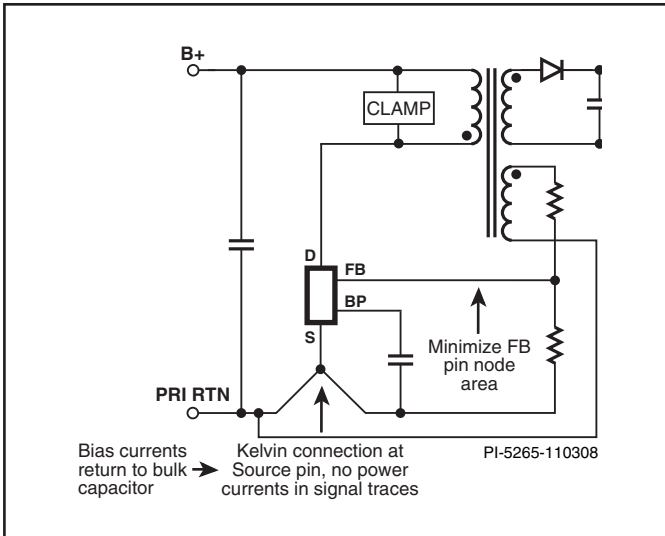 B+
CLAMP
D
FB
BP
S
Minimize FB
pin node
area
PRI RTN
PI-5265-110308
Bias currents
return to bulk
capacitor
Kelvin connection at
Source pin, no power
currents in signal traces